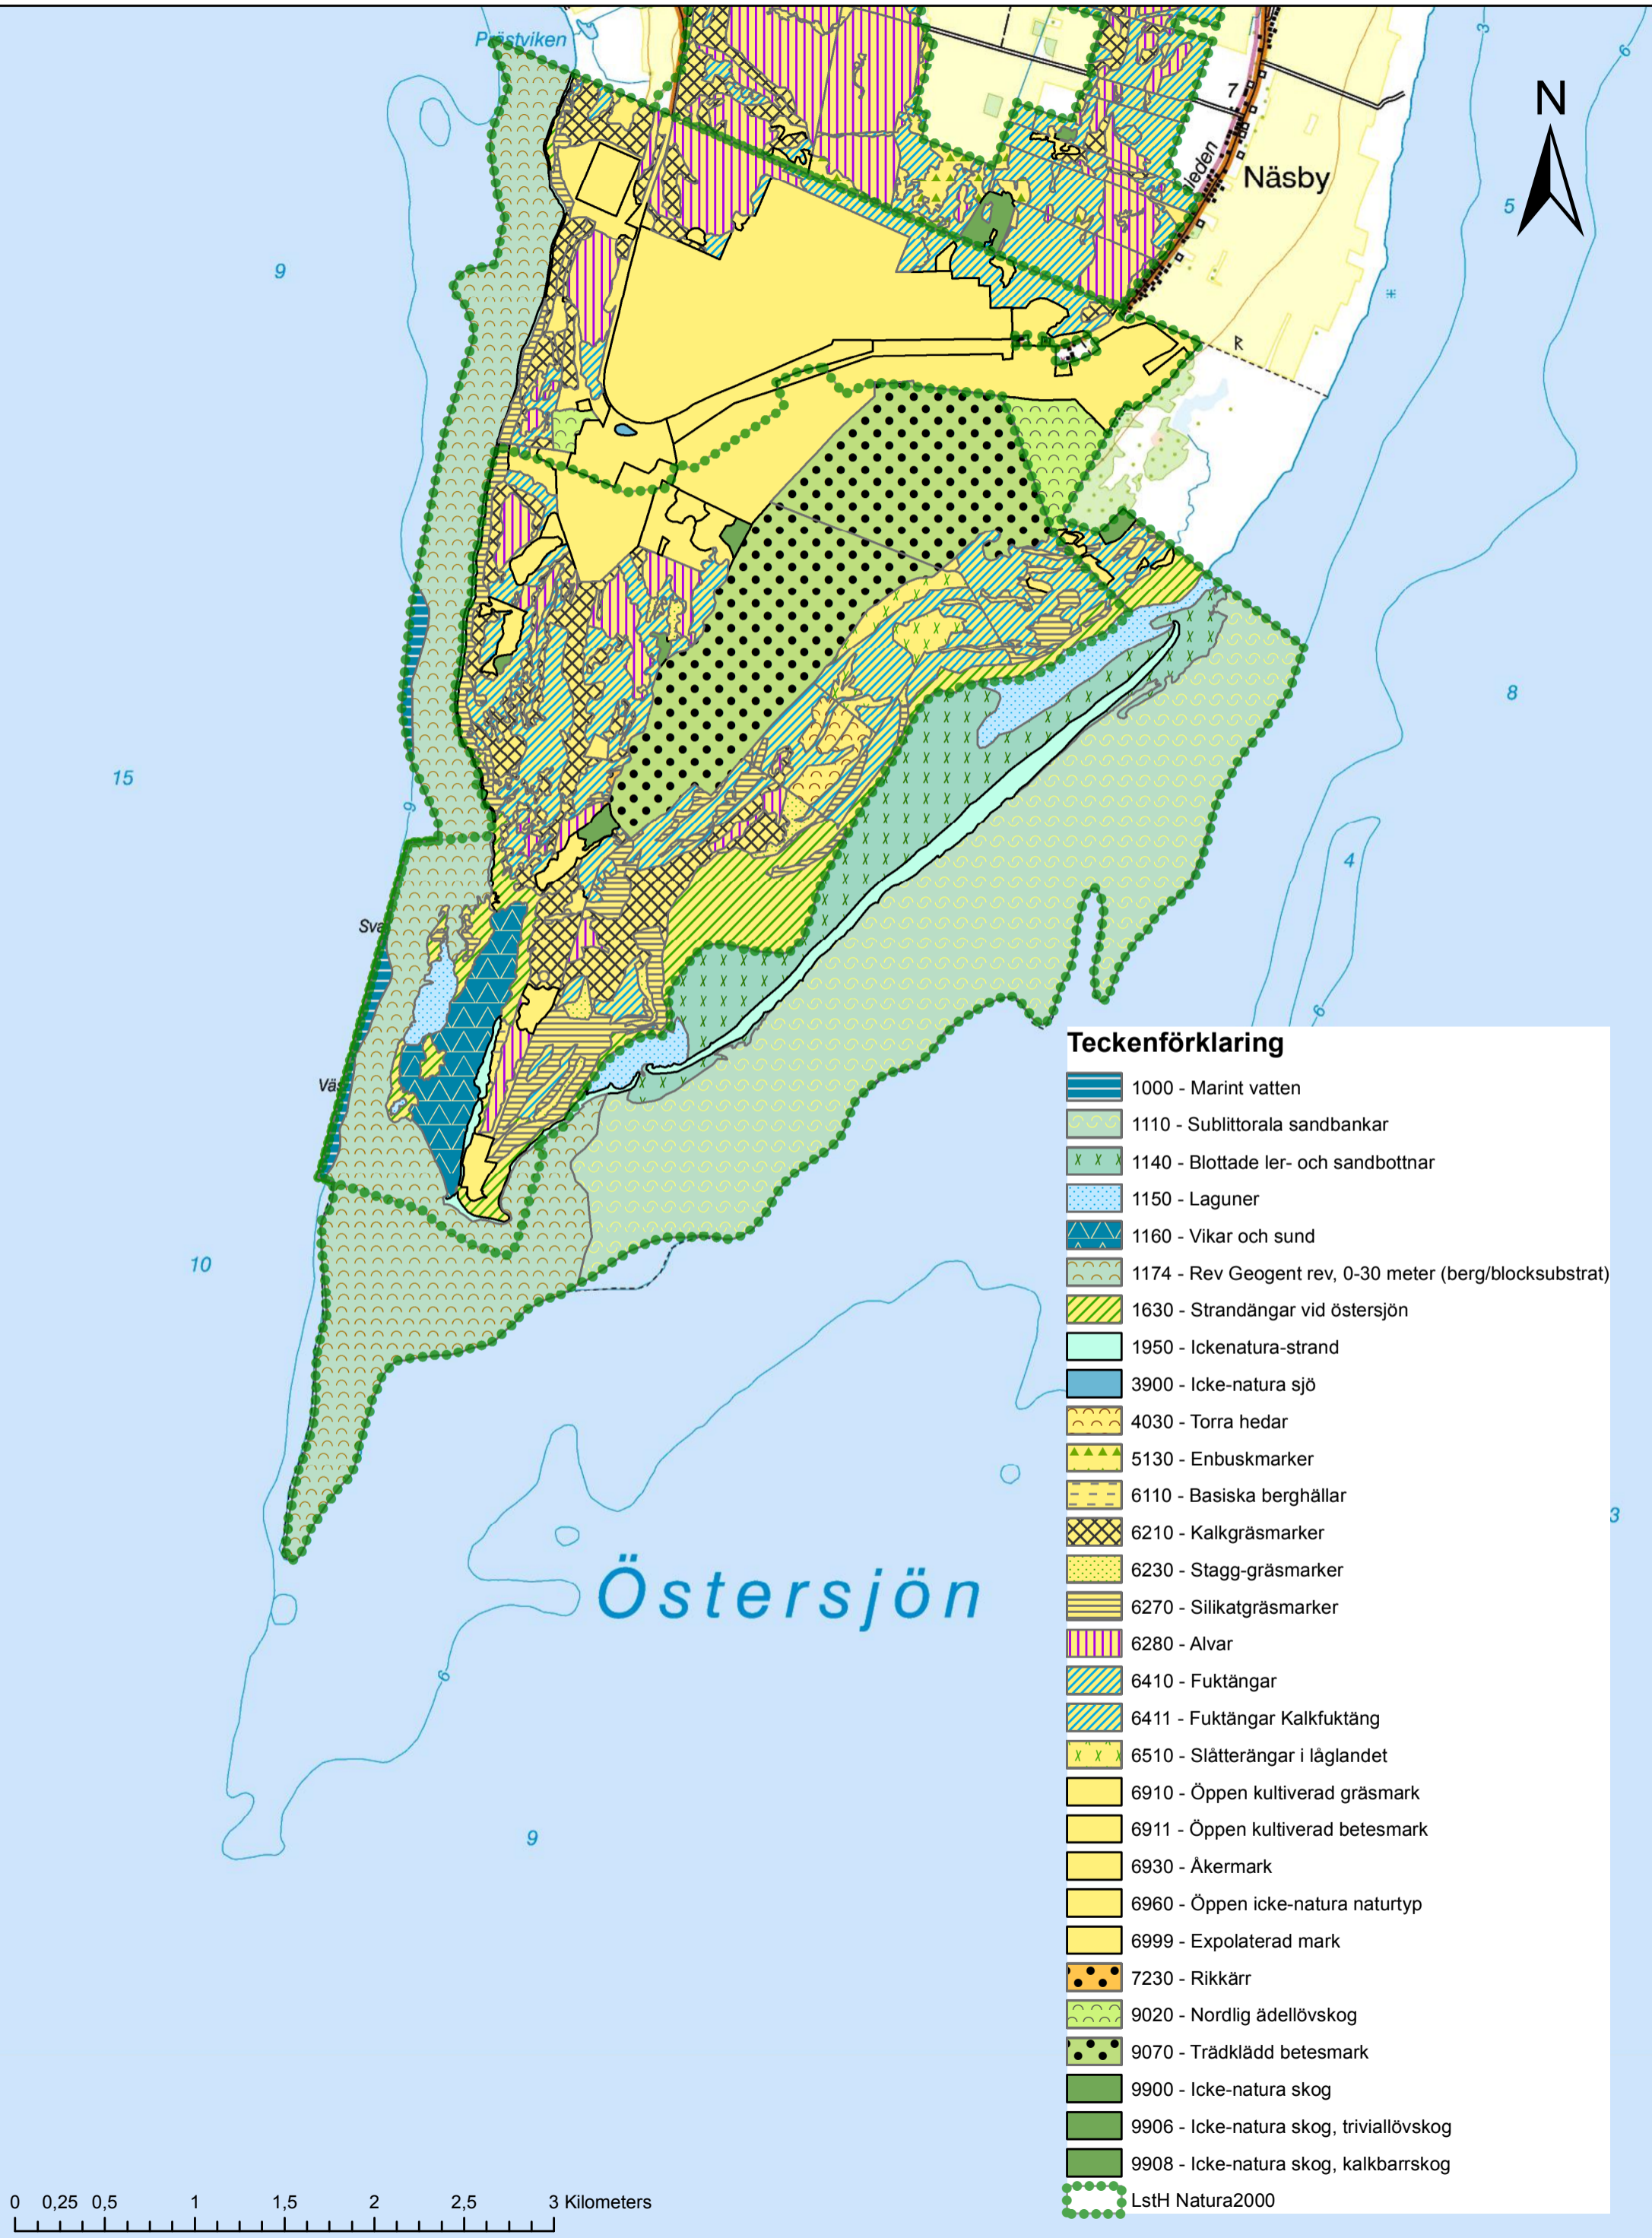 Prästviken
3
6
N
7
leden
Näsby
5
9
R
8
15
9
4
Sva
6
Väs
10
Östersjön
3
6
9
Teckenförklaring
1000 - Marint vatten
1110 - Sublittorala sandbankar
1140 - Blottade ler- och sandbottnar
1150 - Laguner
1160 - Vikar och sund
1174 - Rev Geogent rev, 0-30 meter (berg/blocksubstrat)
1630 - Strandängar vid östersjön
1950 - Ickenatura-strand
3900 - Icke-natura sjö
4030 - Torra hedar
5130 - Enbuskmarker
6110 - Basiska berghällar
6210 - Kalkgräsmarker
6230 - Stagg-gräsmarker
6270 - Silikatgräsmarker
6280 - Alvar
6410 - Fuktängar
6411 - Fuktängar Kalkfuktäng
6510 - Slåtterängar i låglandet
6910 - Öppen kultiverad gräsmark
6911 - Öppen kultiverad betesmark
6930 - Åkermark
6960 - Öppen icke-natura naturtyp
6999 - Expolaterad mark
7230 - Rikkärr
9020 - Nordlig ädellövskog
9070 - Trädklädd betesmark
9900 - Icke-natura skog
9906 - Icke-natura skog, triviallövskog
9908 - Icke-natura skog, kalkbarrskog
LstH Natura2000
0 0,25 0,5 1 1,5 2 2,5 3 Kilometers